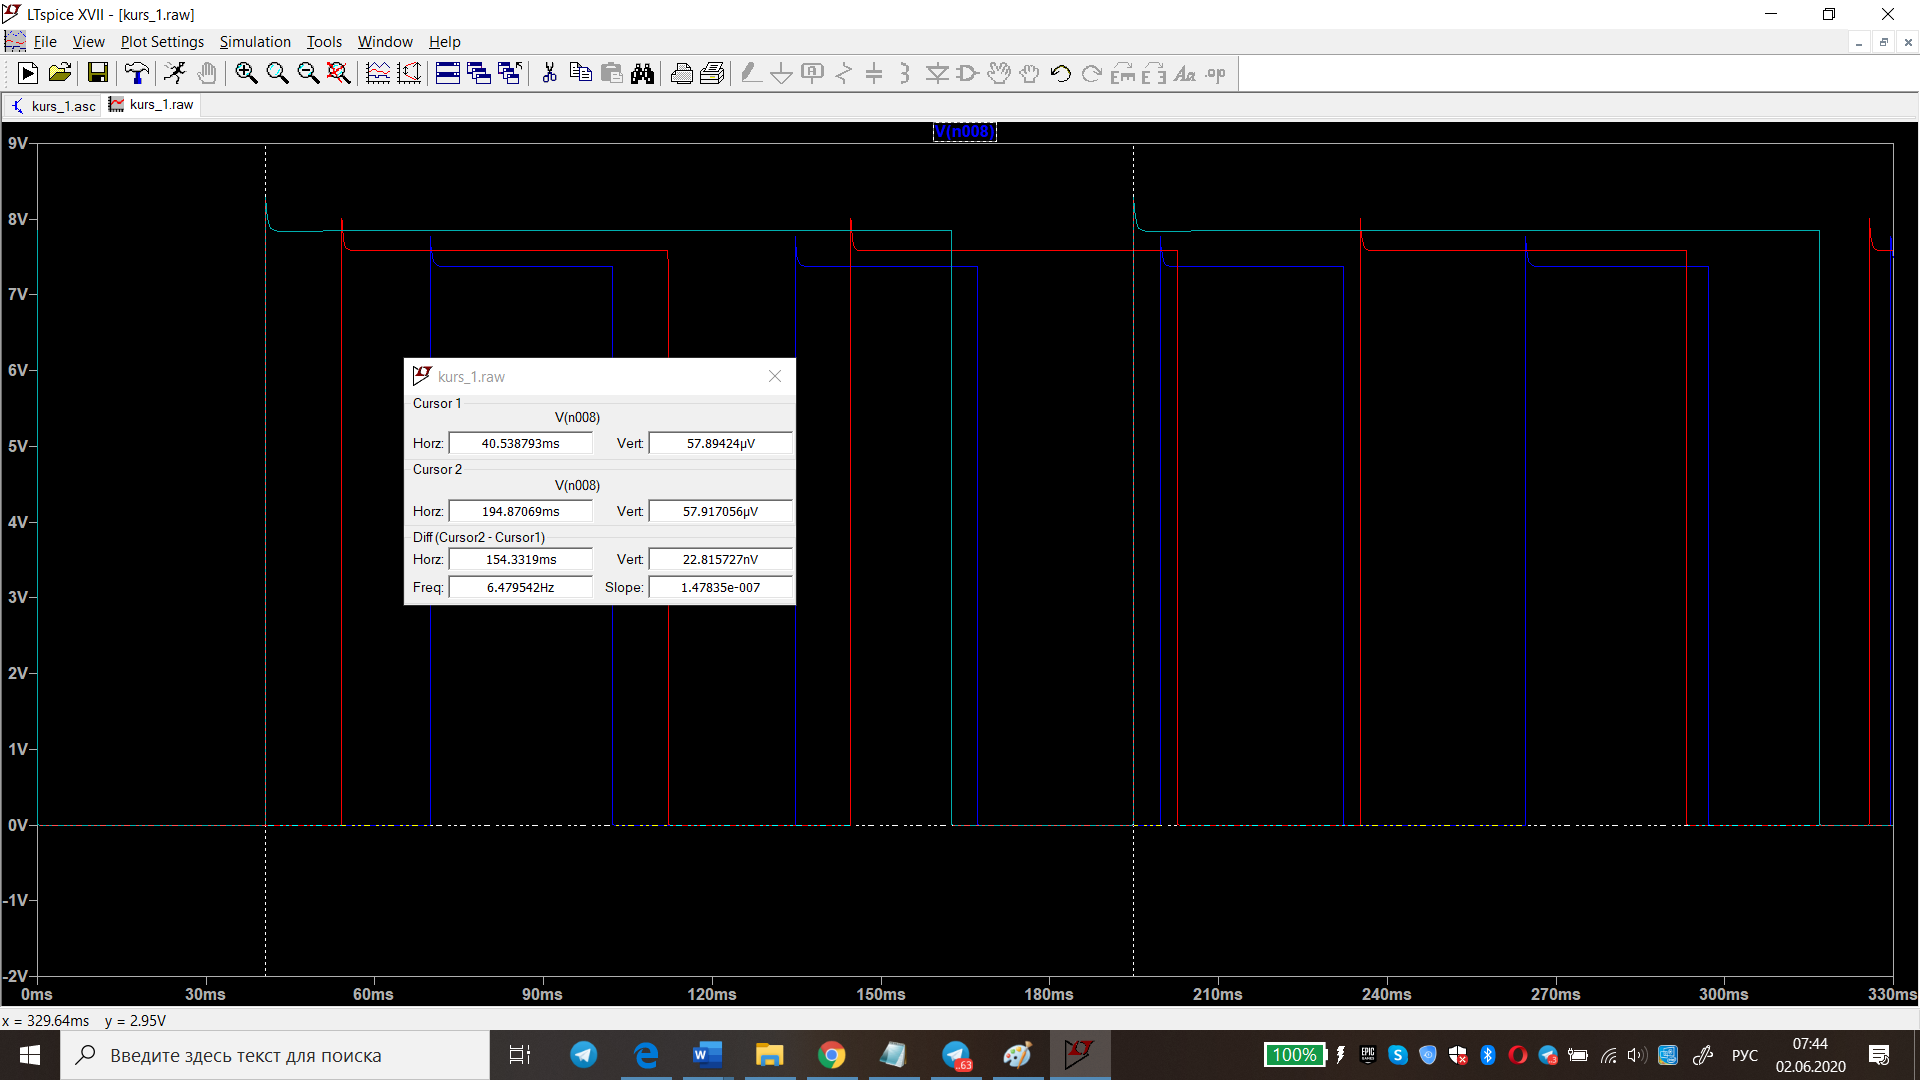 LTspice XVII - [kurs_1.raw]
File View Plot Settings Simulation Tools Window Help
kurs_1.asc kurs_1.raw
V(n008)
9V
8V
7V
6V
5V
4V
3V
2V
1V
0V
-1V
-2V
0ms 30ms 60ms 90ms 120ms 150ms 180ms 210ms 240ms 270ms 300ms 330ms
kurs_1.raw
Cursor 1
V(n008)
Horz: 40.538793ms Vert: 57.89424µV
Cursor 2
V(n008)
Horz: 194.87069ms Vert: 57.917056µV
Diff (Cursor2 - Cursor1)
Horz: 154.3319ms Vert: 22.815727nV
Freq: 6.479542Hz Slope: 1.47835e-007
x = 329.64ms y = 2.95V
Введите здесь текст для поиска
100%
РУС
07:44
02.06.2020